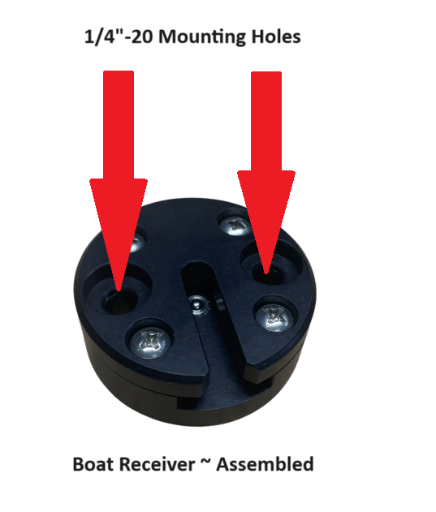 1/4"-20 Mounting Holes
Boat Receiver ~ Assembled